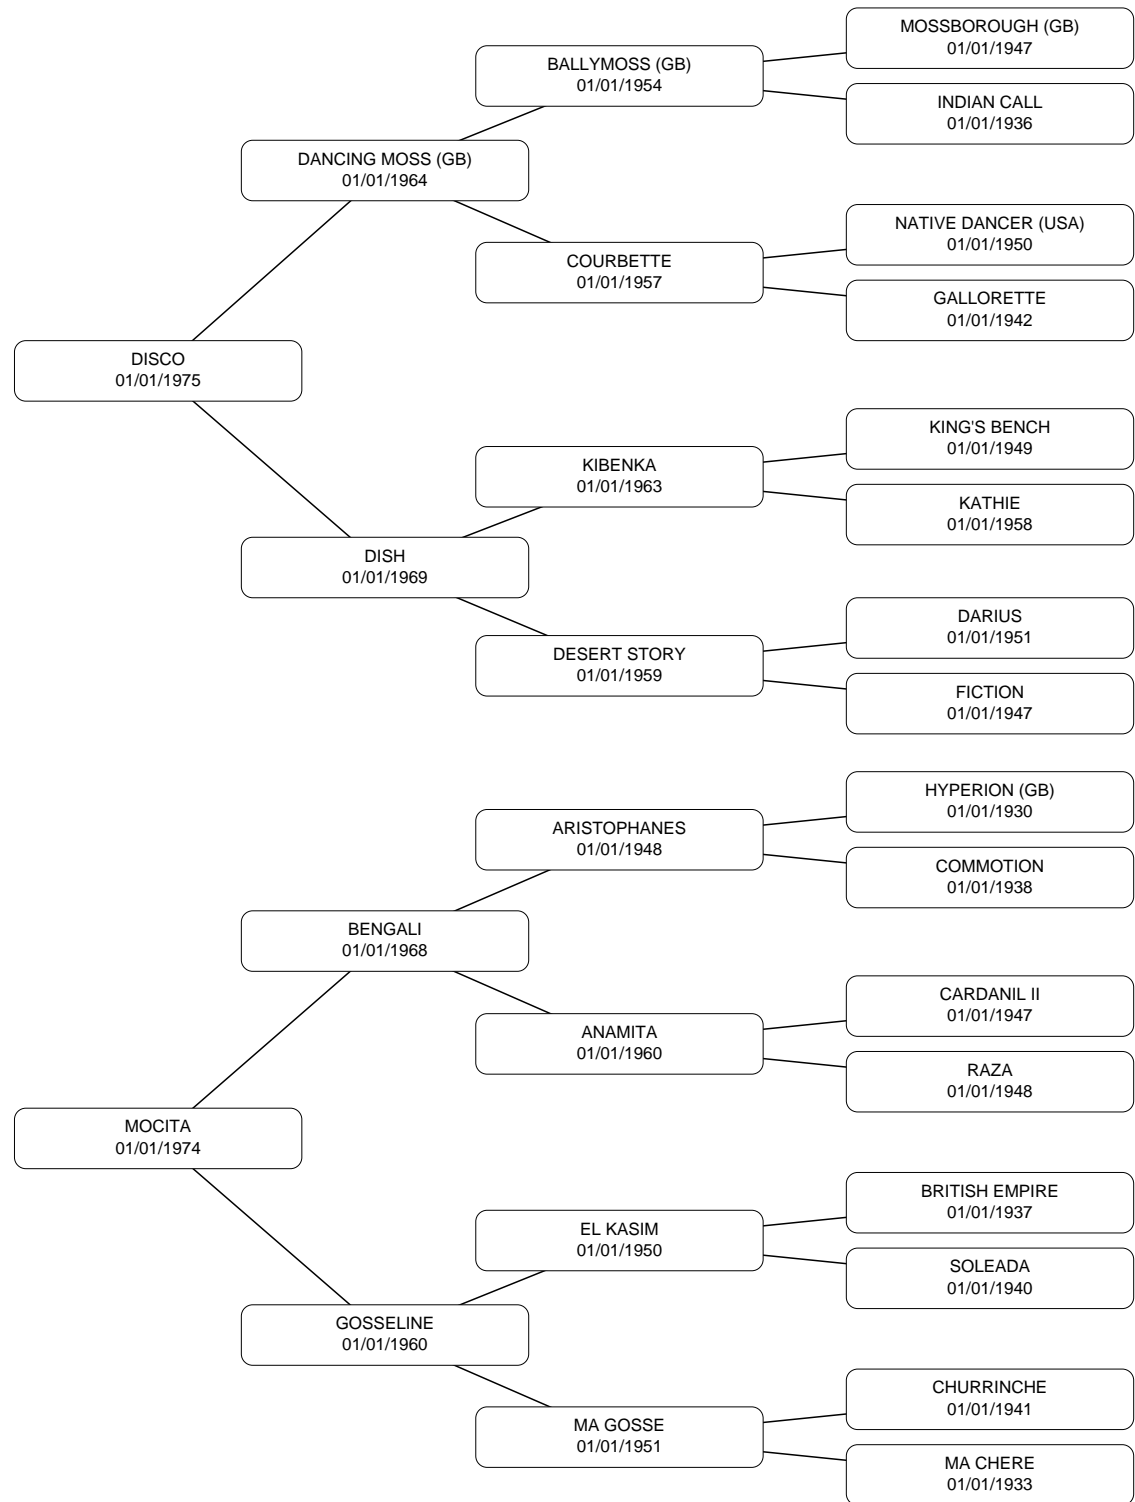 MOSSBOROUGH (GB)
01/01/1947
BALLYMOSS (GB)
01/01/1954
INDIAN CALL
01/01/1936
DANCING MOSS (GB)
01/01/1964
NATIVE DANCER (USA)
01/01/1950
COURBETTE
01/01/1957
GALLORETTE
01/01/1942
DISCO
01/01/1975
KING'S BENCH
01/01/1949
KIBENKA
01/01/1963
KATHIE
01/01/1958
DISH
01/01/1969
DARIUS
01/01/1951
DESERT STORY
01/01/1959
FICTION
01/01/1947
HYPERION (GB)
01/01/1930
ARISTOPHANES
01/01/1948
COMMOTION
01/01/1938
BENGALI
01/01/1968
CARDANIL II
01/01/1947
ANAMITA
01/01/1960
RAZA
01/01/1948
MOCITA
01/01/1974
BRITISH EMPIRE
01/01/1937
EL KASIM
01/01/1950
SOLEADA
01/01/1940
GOSSELINE
01/01/1960
CHURRINCHE
01/01/1941
MA GOSSE
01/01/1951
MA CHERE
01/01/1933